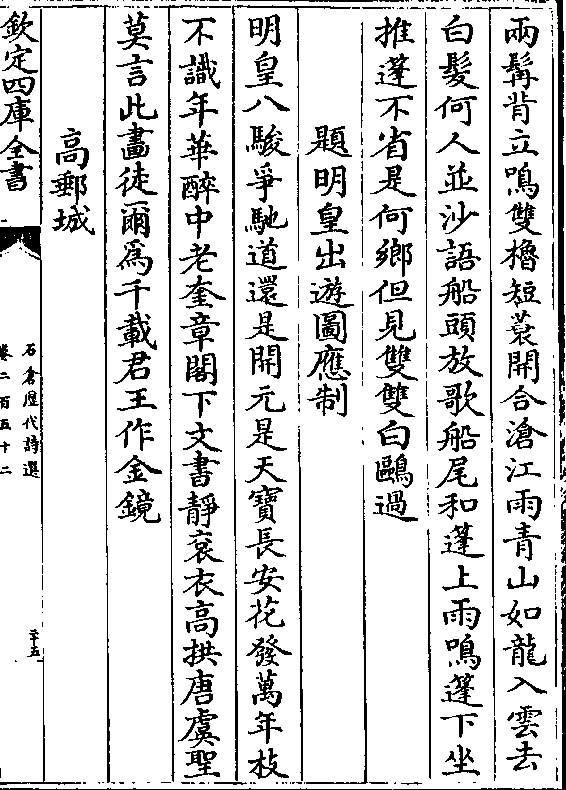 兩髯背立鳴雙櫓短蓑開合滄江雨青山如龍入雲去
白髮何人並沙語船頭放歌船尾和蓬上雨鳴蓬下坐
推蓬不省是何鄉但見雙雙白鷗過
題明皇出遊圖應制
明皇八駿爭馳道還是開元是天寶長安花發萬年枝
不識年華醉中老奎章閣下文書靜衮衣高拱唐虞聖
莫言此畫徒爾爲千載君王作金鏡
高郵城
欽定四庫全書
石倉歷代詩選
卷二百五十二
二十五